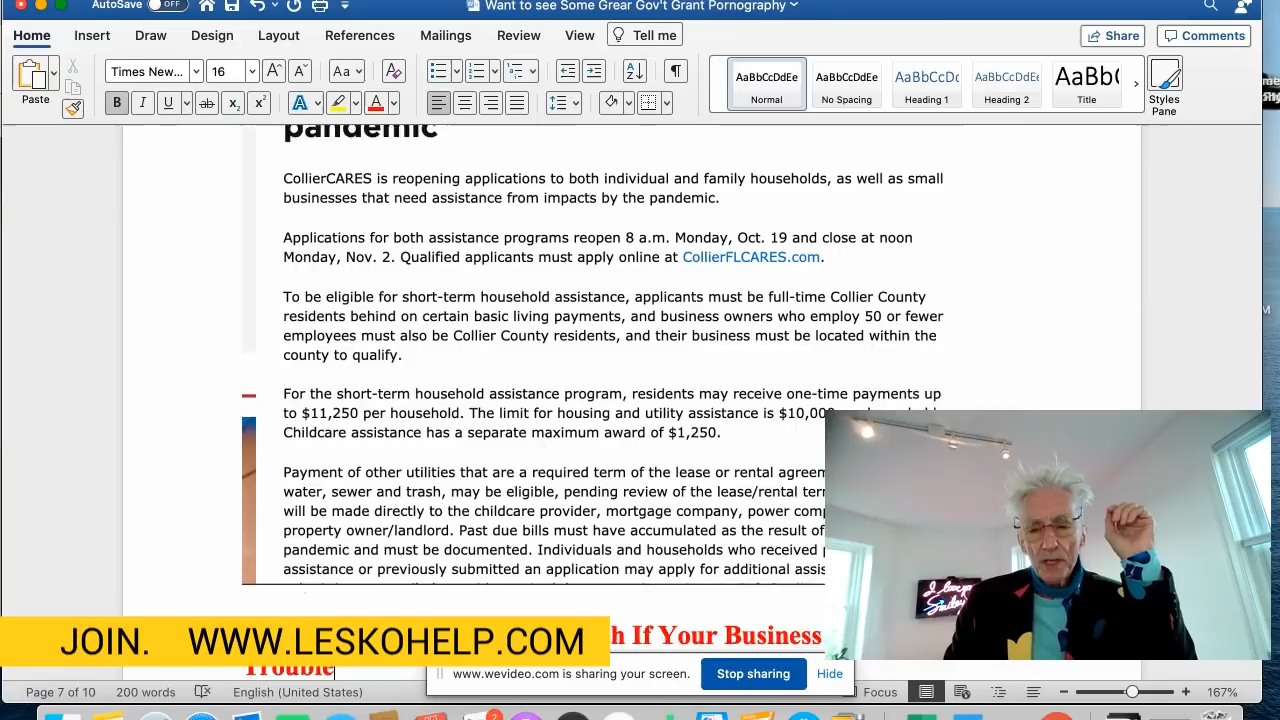 AutoSave OFF
Want to see Some Grear Gov't Grant Pornography
Home Insert Draw Design Layout References Mailings Review View Tell me Share Comments
Times New... 16 Aa
Paste
AaBbCcDdEe AaBbCcDdEe AaBbCcDc AaBbCcDdEe AaBbC
Normal No Spacing Heading 1 Heading 2 Title
Styles
Pane
pandemic
CollierCARES is reopening applications to both individual and family households, as well as small
businesses that need assistance from impacts by the pandemic.
Applications for both assistance programs reopen 8 a.m. Monday, Oct. 19 and close at noon
Monday, Nov. 2. Qualified applicants must apply online at CollierFLCARES.com.
To be eligible for short-term household assistance, applicants must be full-time Collier County
residents behind on certain basic living payments, and business owners who employ 50 or fewer
employees must also be Collier County residents, and their business must be located within the
county to qualify.
For the short-term household assistance program, residents may receive one-time payments up
to $11,250 per household. The limit for housing and utility assistance is $10,000
Childcare assistance has a separate maximum award of $1,250.
Payment of other utilities that are a required term of the lease or rental agreem
water, sewer and trash, may be eligible, pending review of the lease/rental ter
will be made directly to the childcare provider, mortgage company, power com
property owner/landlord. Past due bills must have accumulated as the result of
pandemic and must be documented. Individuals and households who received
assistance or previously submitted an application may apply for additional assis
I love you
JOIN. WWW.LESKOHELP.COM
h If Your Business
Trouble
www.wevideo.com is sharing your screen. Stop sharing Hide
Page 7 of 10 200 words English (United States) Focus 167%